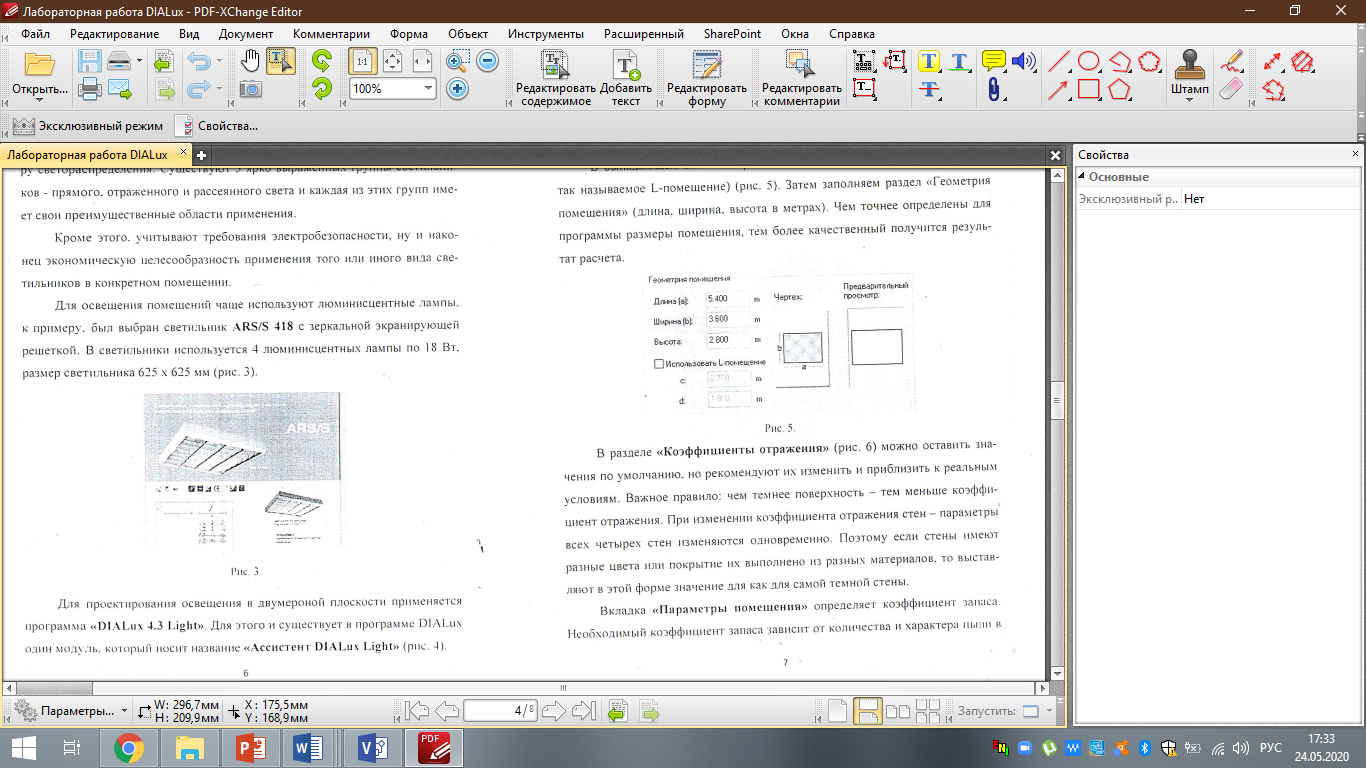 Лабораторная работа DIALux - PDF-XChange Editor
Файл Редактирование Вид Документ Комментарии Форма Объект Инструменты Расширенный SharePoint Окна Справка
Открыть...
1:1
100%
Редактировать содержимое
Добавить текст
Редактировать форму
Редактировать комментарии
Штамп
Эксклюзивный режим Свойства...
Лабораторная работа DIALux
ру светораспределения. Существуют 3 ярко выраженных группы светильни-
ков - прямого, отраженного и рассеянного света и каждая из этих групп име-
ет свои преимущественные области применения.
Кроме этого, учитывают требования электробезопасности, ну и нако-
нец экономическую целесообразность применения того или иного вида све-
тильников в конкретном помещении.
Для освещения помещений чаще используют люминисцентные лампы,
к примеру, был выбран светильник ARS/S 418 с зеркальной экранирующей
решеткой. В светильники используется 4 люминисцентных лампы по 18 Вт,
размер светильника 625 х 625 мм (рис. 3).
ARS/S
Рис. 3
Для проектирования освещения в двумероной плоскости применяется
программа «DIALux 4.3 Light». Для этого и существует в программе DIALux
один модуль, который носит название «Ассистент DIALux Light» (рис. 4).
6
так называемое L-помещение) (рис. 5). Затем заполняем раздел «Геометрия
помещения» (длина, ширина, высота в метрах). Чем точнее определены для
программы размеры помещения, тем более качественный получится резуль-
тат расчета.
Геометрия помещения
Длина (a): 5.400 m
Ширина (b): 3.600 m
Высота: 2.800 m
Использовать L-помещение
c: 2.700 m
d: 1.800 m
Чертеж:
b
a
Предварительный
просмотр:
Рис. 5.
В разделе «Коэффициенты отражения» (рис. 6) можно оставить зна-
чения по умолчанию, но рекомендуют их изменить и приблизить к реальным
условиям. Важное правило: чем темнее поверхность – тем меньше коэффи-
циент отражения. При изменении коэффициента отражения стен – параметры
всех четырех стен изменяются одновременно. Поэтому если стены имеют
разные цвета или покрытие их выполнено из разных материалов, то выстав-
ляют в этой форме значение для как для самой темной стены.
Вкладка «Параметры помещения» определяет коэффициент запаса.
Необходимый коэффициент запаса зависит от количества и характера пыли в
7
Свойства
Основные
Эксклюзивный р... Нет
Параметры...
W: 296,7мм
H: 209,9мм
X : 175,5мм
Y : 168,9мм
4/8
Запустить:
РУС
17:33
24.05.2020